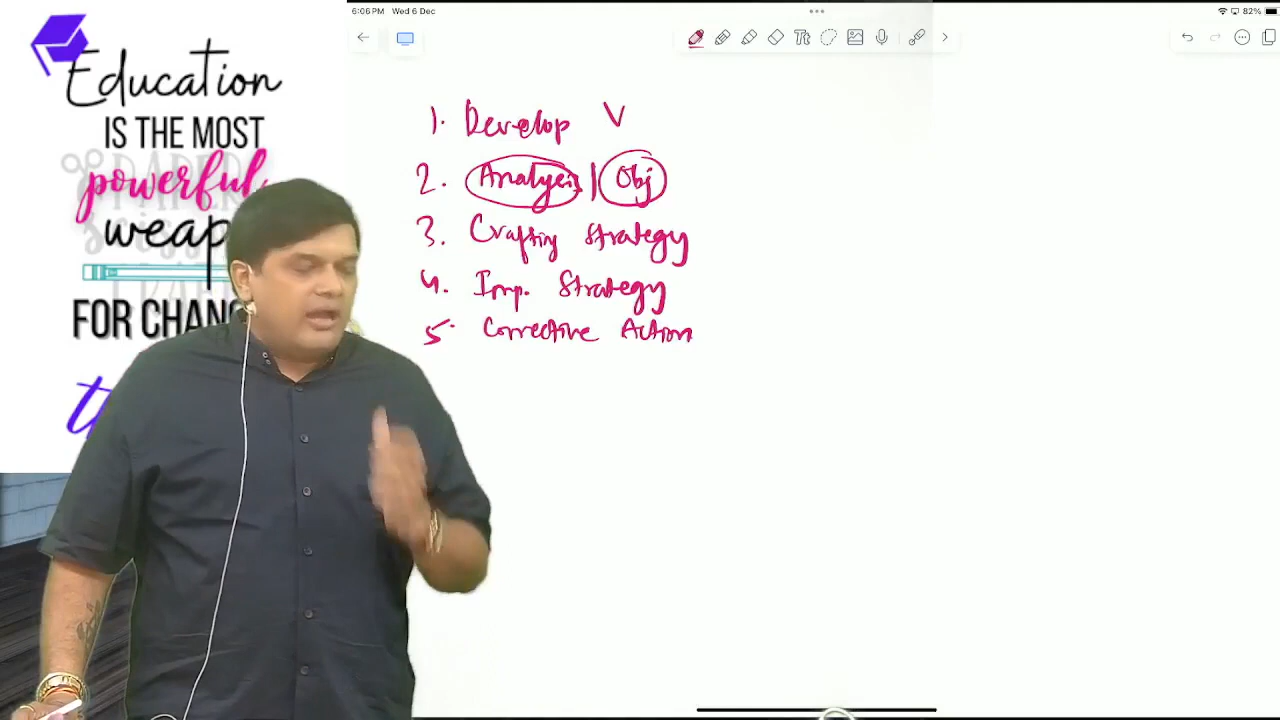 6:06 PM Wed 6 Dec
82%
Education
IS THE MOST
powerful
weap
FOR CHAN
1. Develop V
2. Analysis | Obj
3. Crafting Strategy
4. Imp. Strategy
5. Corrective Action